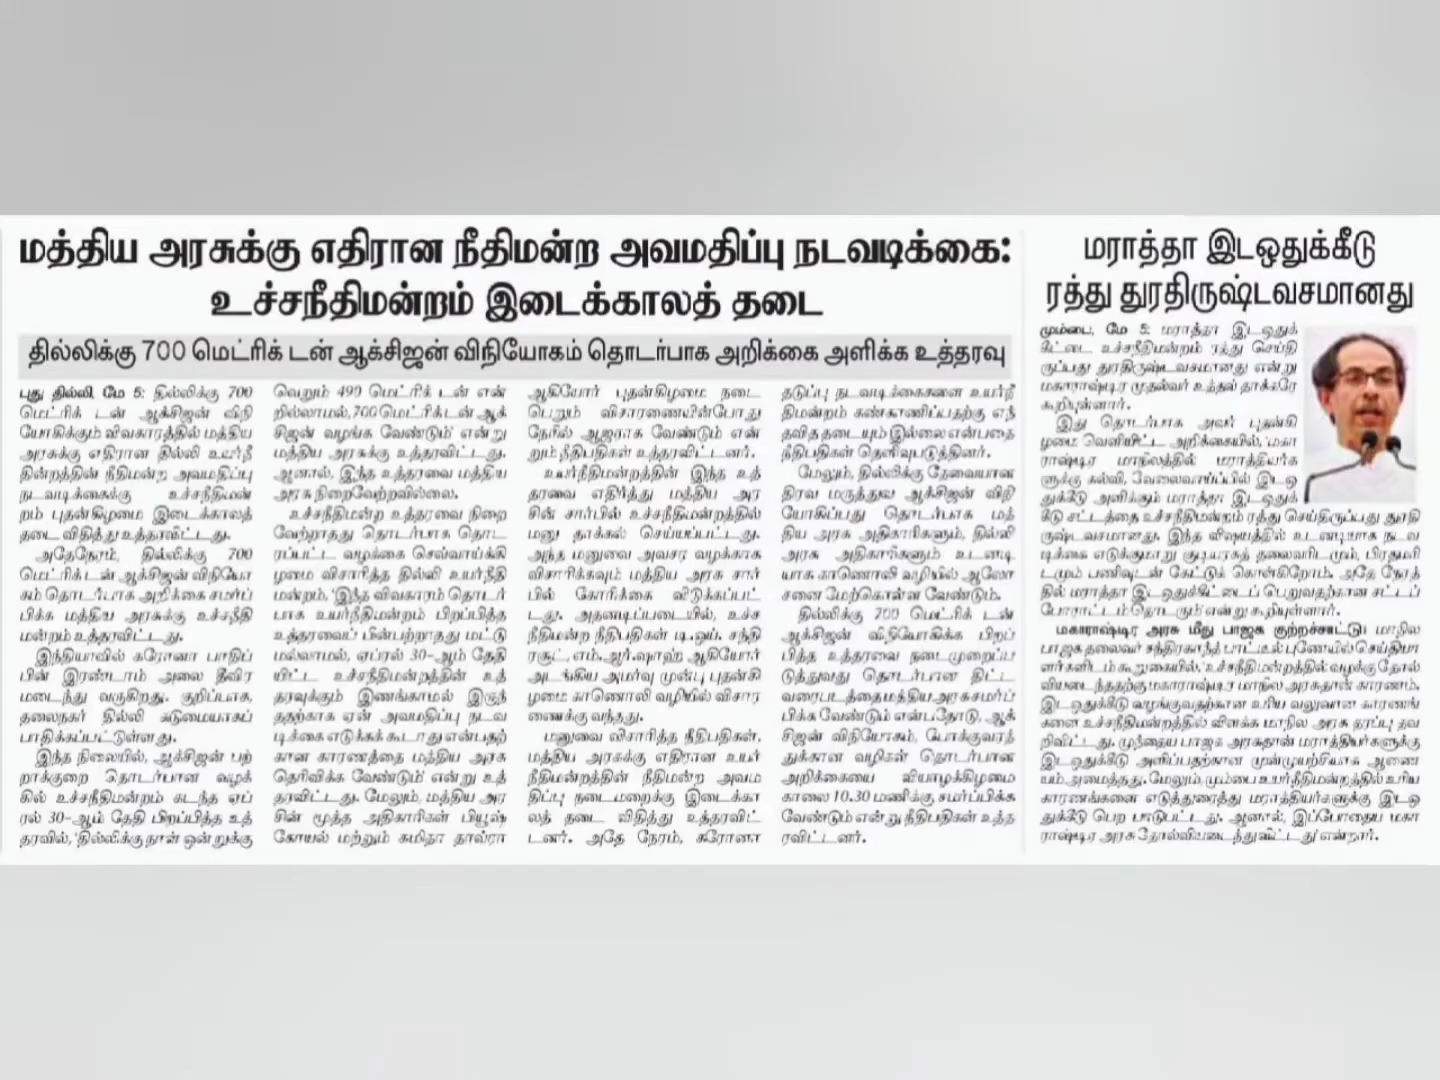 மத்திய அரசுக்கு எதிரான நீதிமன்ற அவமதிப்பு நடவடிக்கை:
உச்சநீதிமன்றம் இடைக்காலத் தடை
தில்லிக்கு 700 மெட்ரிக் டன் ஆக்சிஜன் விநியோகம் தொடர்பாக அறிக்கை அளிக்க உத்தரவு
புது தில்லி, மே 5: தில்லிக்கு 700
மெட்ரிக் டன் ஆக்சிஜன் விநி
யோகிக்கும் விவகாரத்தில் மத்திய
அரசுக்கு எதிரான தில்லி உயர்நீ
திமன்றத்தின் நீதிமன்ற அவமதிப்பு
நடவடிக்கைக்கு உச்சநீதிமன்
றம் புதன்கிழமை இடைக்காலத்
தடை விதித்து உத்தரவிட்டது.
அதேநேரம், தில்லிக்கு 700
மெட்ரிக் டன் ஆக்சிஜன் விநியோ
கம் தொடர்பாக அறிக்கை சமர்ப்
பிக்க மத்திய அரசுக்கு உச்சநீதி
மன்றம் உத்தரவிட்டது.
இந்தியாவில் கரோனா பாதிப்
பின் இரண்டாம் அலை தீவிர
மடைந்து வருகிறது. குறிப்பாக,
தலைநகர் தில்லி கடுமையாகப்
பாதிக்கப்பட்டுள்ளது.
இந்த நிலையில், ஆக்சிஜன் பற்
றாக்குறை தொடர்பான வழக்
கில் உச்சநீதிமன்றம் கடந்த ஏப்
ரல் 30-ஆம் தேதி பிறப்பித்த உத்
தரவில், 'தில்லிக்கு நாள் ஒன்றுக்கு
வெறும் 490 மெட்ரிக் டன் என்
றில்லாமல், 700 மெட்ரிக் டன் ஆக்
சிஜன் வழங்க வேண்டும்' என்று
மத்திய அரசுக்கு உத்தரவிட்டது.
ஆனால், இந்த உத்தரவை மத்திய
அரசு நிறைவேற்றவில்லை.
உச்சநீதிமன்ற உத்தரவை நிறை
வேற்றாதது தொடர்பாக தொட
ரப்பட்ட வழக்கை செவ்வாய்க்கி
ழமை விசாரித்த தில்லி உயர்நீதி
மன்றம், 'இந்த விவகாரம் தொடர்
பாக உயர்நீதிமன்றம் பிறப்பித்த
உத்தரவைப் பின்பற்றாதது மட்டு
மல்லாமல், ஏப்ரல் 30-ஆம் தேதி
யிட்ட உச்சநீதிமன்றத்தின் உத்
தரவுக்கும் இணங்காமல் இருந்
ததற்காக ஏன் அவமதிப்பு நடவ
டிக்கை எடுக்கக் கூடாது என்பதற்
கான காரணத்தை மத்திய அரசு
தெரிவிக்க வேண்டும்' என்று உத்
தரவிட்டது. மேலும், மத்திய அர
சின் மூத்த அதிகாரிகள் பியூஷ்
கோயல் மற்றும் சுமிதா தாவ்ரா
ஆகியோர் புதன்கிழமை நடை
பெறும் விசாரணையின்போது
நேரில் ஆஜராக வேண்டும் என்
றும் நீதிபதிகள் உத்தரவிட்டனர்.
உயர்நீதிமன்றத்தின் இந்த உத்
தரவை எதிர்த்து மத்திய அர
சின் சார்பில் உச்சநீதிமன்றத்தில்
மனு தாக்கல் செய்யப்பட்டது.
அந்த மனுவை அவசர வழக்காக
விசாரிக்கவும் மத்திய அரசு சார்
பில் கோரிக்கை விடுக்கப்பட்
டது. அதனடிப்படையில், உச்ச
நீதிமன்ற நீதிபதிகள் டி.ஒய். சந்தி
ரசூட், எம்.ஆர்.ஷாஹ் ஆகியோர்
அடங்கிய அமர்வு முன்பு புதன்கி
ழமை காணொலி வழியில் விசார
ணைக்கு வந்தது.
மனுவை விசாரித்த நீதிபதிகள்,
மத்திய அரசுக்கு எதிரான உயர்
நீதிமன்றத்தின் நீதிமன்ற அவம
திப்பு நடைமறைக்கு இடைக்கா
லத் தடை விதித்து உத்தரவிட்
டனர். அதே நேரம், கரோனா
தடுப்பு நடவடிக்கைகளை உயர்நீ
திமன்றம் கண்காணிப்பதற்கு எந்
தவித தடையும் இல்லை என்பதை
நீதிபதிகள் தெளிவுபடுத்தினர்.
மேலும், தில்லிக்கு தேவையான
திரவ மருத்துவ ஆக்சிஜன் விநி
யோகிப்பது தொடர்பாக மத்
திய அரசு அதிகாரிகளும், தில்லி
அரசு அதிகாரிகளும் உடனடி
யாக காணொலி வழியில் ஆலோ
சனை மேற்கொள்ள வேண்டும்.
தில்லிக்கு 700 மெட்ரிக் டன்
ஆக்சிஜன் விநியோகிக்க பிறப்
பித்த உத்தரவை நடைமுறைப்ப
டுத்துவது தொடர்பான திட்ட
வரைபடத்தை மத்திய அரசு சமர்ப்
பிக்க வேண்டும் என்பதோடு, ஆக்
சிஜன் விநியோகம், போக்குவரத்
துக்கான வழிகள் தொடர்பான
அறிக்கையை வியாழக்கிழமை
காலை 10.30 மணிக்கு சமர்ப்பிக்க
வேண்டும் என்று நீதிபதிகள் உத்த
ரவிட்டனர்.
மராத்தா இடஒதுக்கீடு
ரத்து துரதிருஷ்டவசமானது
மும்பை, மே 5: மராத்தா இடஒதுக்
கீட்டை உச்சநீதிமன்றம் ரத்து செய்தி
ருப்பது துரதிருஷ்டவசமானது என்று
மகாராஷ்டிர முதல்வர் உத்தவ் தாக்கரே
கூறியுள்ளார்.
இது தொடர்பாக அவர் புதன்கி
ழமை வெளியிட்ட அறிக்கையில், 'மகா
ராஷ்டிர மாநிலத்தில் மராத்தியர்க
ளுக்கு கல்வி, வேலைவாய்ப்பில் இடஒ
துக்கீடு அளிக்கும் மராத்தா இடஒதுக்
கீடு சட்டத்தை உச்சநீதிமன்றம் ரத்து செய்திருப்பது துரதி
ருஷ்டவசமானது. இந்த விஷயத்தில் உடனடியாக நடவ
டிக்கை எடுக்குமாறு குடியரசுத் தலைவரிடமும், பிரதமரி
டமும் பணிவுடன் கேட்டுக் கொள்கிறோம். அதே நேரத்
தில் மராத்தா இடஒதுக்கீட்டைப் பெறுவதற்கான சட்டப்
போராட்டம் தொடரும்' என்று கூறியுள்ளார்.
மகாராஷ்டிர அரசு மீது பாஜக குற்றச்சாட்டு: மாநில
பாஜக தலைவர் சந்திரகாந்த் பாட்டீல் புணேயில் செய்தியா
ளர்களிடம் கூறுகையில், 'உச்சநீதிமன்றத்தில் வழக்கு தோல்
வியடைந்ததற்கு மகாராஷ்டிர மாநில அரசுதான் காரணம்.
இடஒதுக்கீடு வழங்குவதற்கான உரிய வலுவான காரணங்
களை உச்சநீதிமன்றத்தில் விளக்க மாநில அரசு தரப்பு தவ
றிவிட்டது. முந்தைய பாஜக அரசுதான் மராத்தியர்களுக்கு
இடஒதுக்கீடு அளிப்பதற்கான முன்முயற்சியாக ஆணை
யம் அமைத்தது. மேலும் மும்பை உயர்நீதிமன்றத்தில் உரிய
காரணங்களை எடுத்துரைத்து மராத்தியர்களுக்கு இடஒ
துக்கீடு பெற பாடுபட்டது. ஆனால், இப்போதைய மகா
ராஷ்டிர அரசு தோல்வியடைந்துவிட்டது' என்றார்.